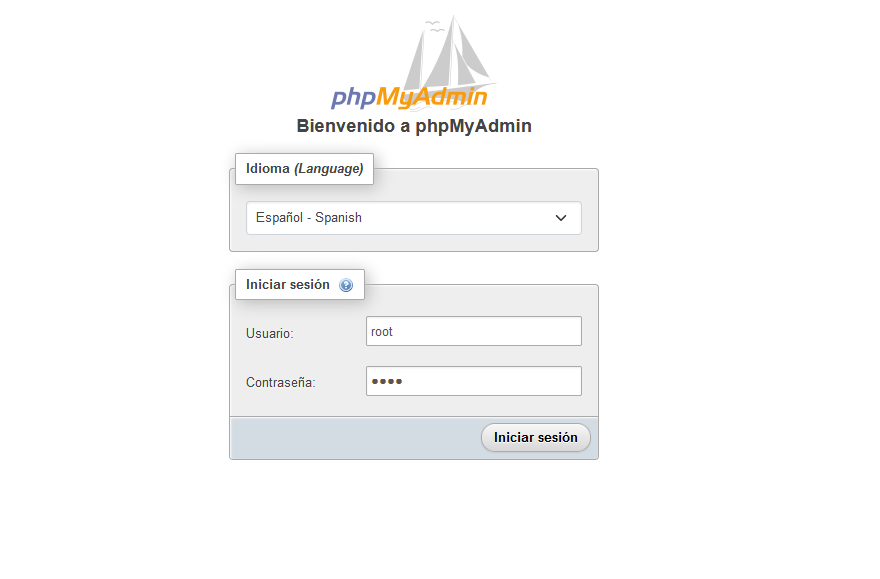 phpMyAdmin
Bienvenido a phpMyAdmin
Idioma (Language)
Español - Spanish
Iniciar sesión
Usuario:
root
Contraseña:
••••
Iniciar sesión